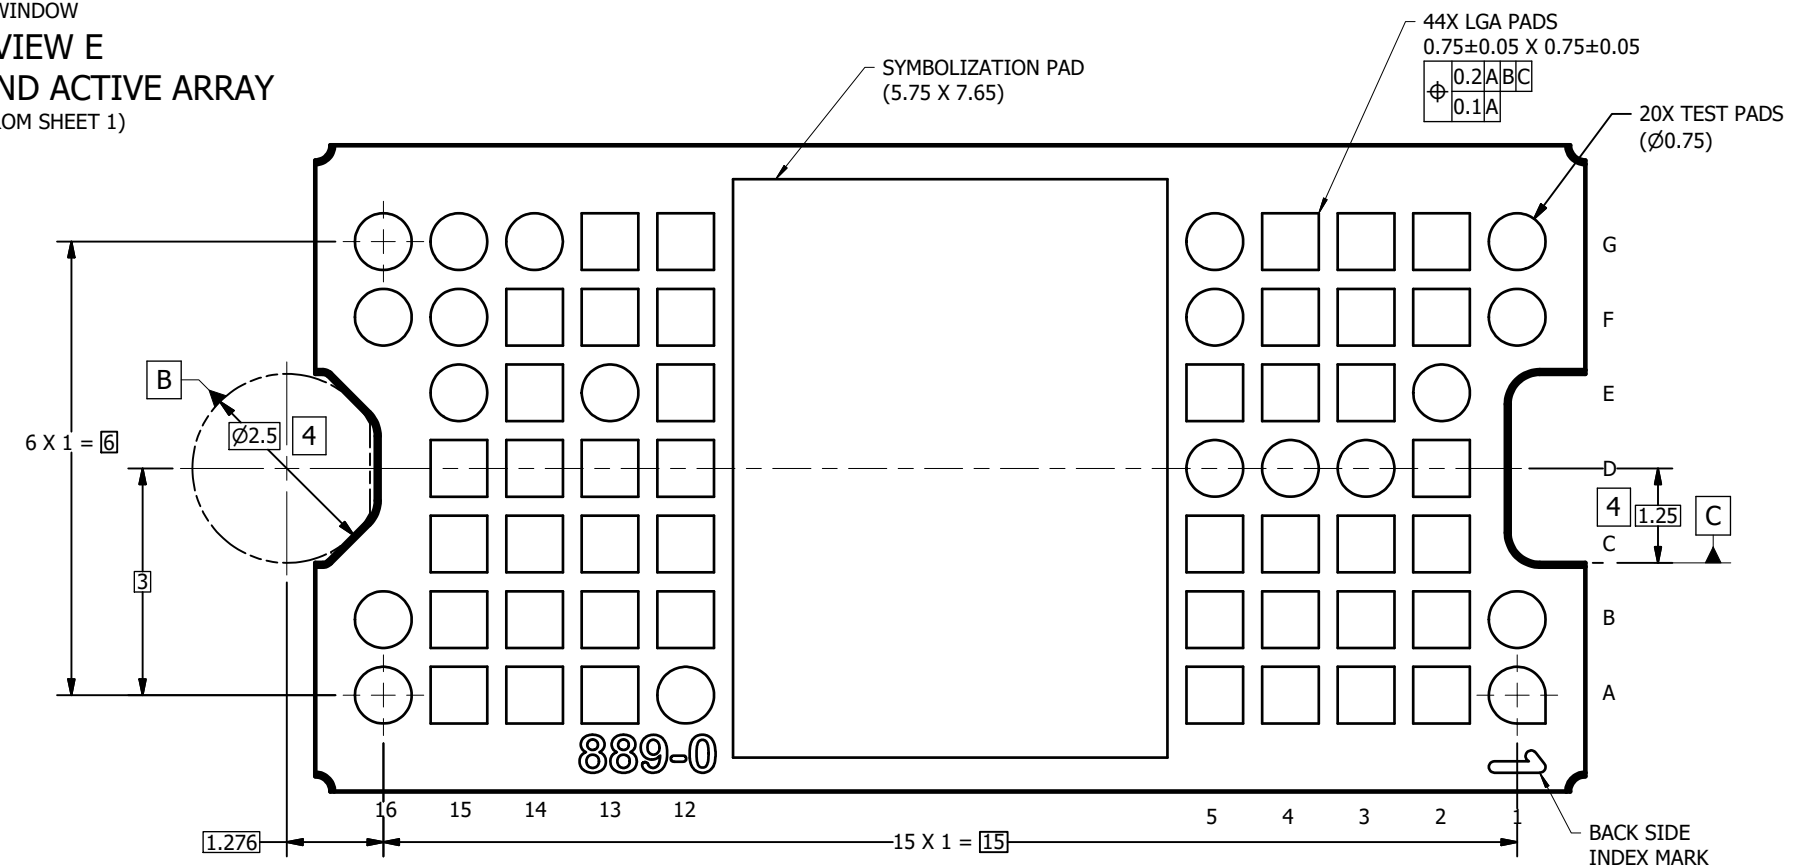 WINDOW
VIEW E
ND ACTIVE ARRAY
OM SHEET 1)
SYMBOLIZATION PAD
(5.75 X 7.65)
44X LGA PADS
0.75±0.05 X 0.75±0.05
⌖ 0.2 A B C
0.1 A
20X TEST PADS
(Ø0.75)
G
F
B
E
Ø2.5 4
6 X 1 = 6
D
4 1.25 C
C
3
B
A
889-0
1
16 15 14 13 12 5 4 3 2 1
1.276
15 X 1 = 15
BACK SIDE
INDEX MARK